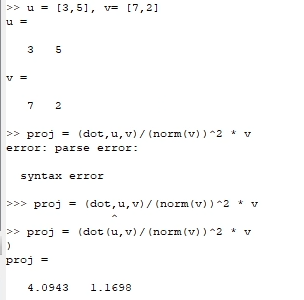 >> u = [3,5], v= [7,2]
u =
3 5
v =
7 2
>> proj = (dot,u,v)/(norm(v))^2 * v
error: parse error:
syntax error
>>> proj = (dot,u,v)/(norm(v))^2 * v
^
>> proj = (dot(u,v)/(norm(v))^2 * v
)
proj =
4.0943 1.1698